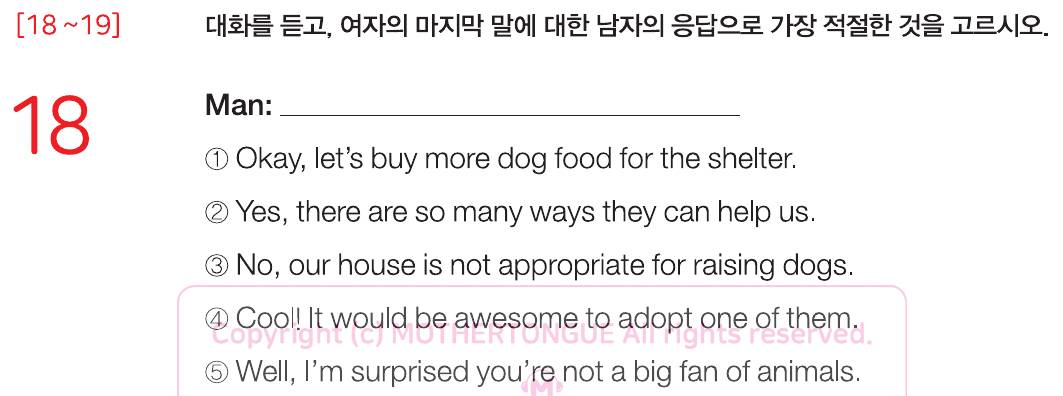 [18~19] 대화를 듣고, 여자의 마지막 말에 대한 남자의 응답으로 가장 적절한 것을 고르시오.
18
Man: ____________________
① Okay, let's buy more dog food for the shelter.
② Yes, there are so many ways they can help us.
③ No, our house is not appropriate for raising dogs.
④ Cool! It would be awesome to adopt one of them.
Copyright (c) MOTHERTONGUE All rights reserved.
⑤ Well, I'm surprised you're not a big fan of animals.
M